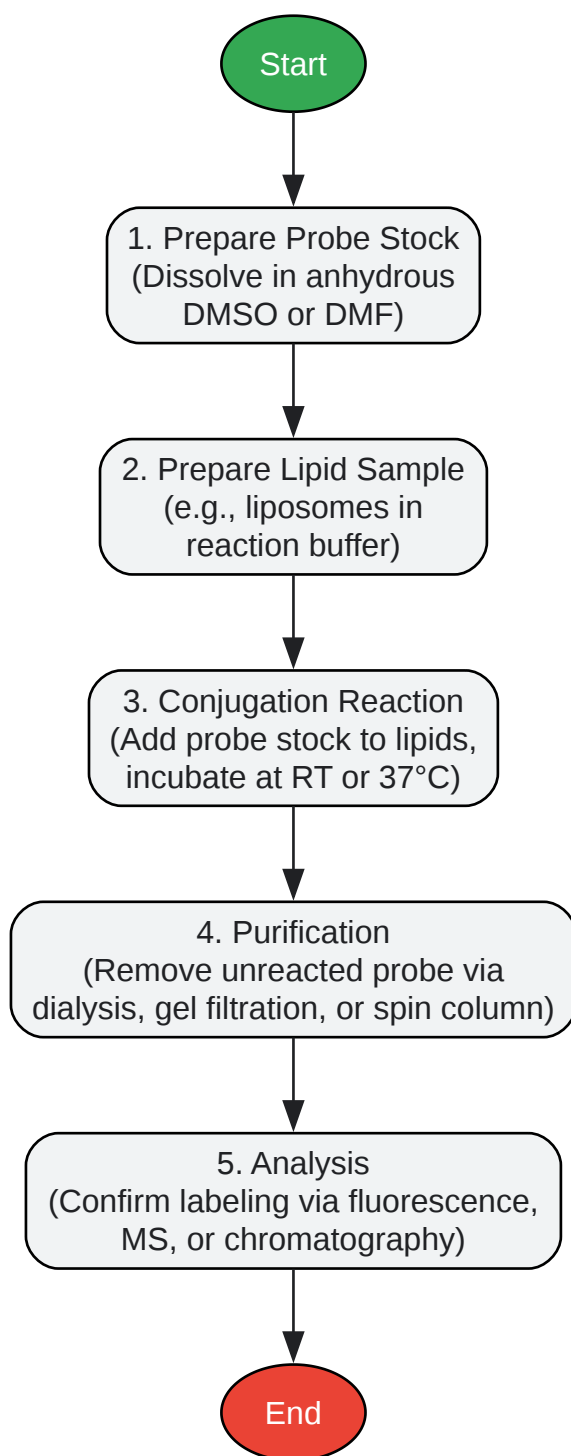 Start
1. Prepare Probe Stock
(Dissolve in anhydrous
DMSO or DMF)
2. Prepare Lipid Sample
(e.g., liposomes in
reaction buffer)
3. Conjugation Reaction
(Add probe stock to lipids,
incubate at RT or 37°C)
4. Purification
(Remove unreacted probe via
dialysis, gel filtration, or spin column)
5. Analysis
(Confirm labeling via fluorescence,
MS, or chromatography)
End